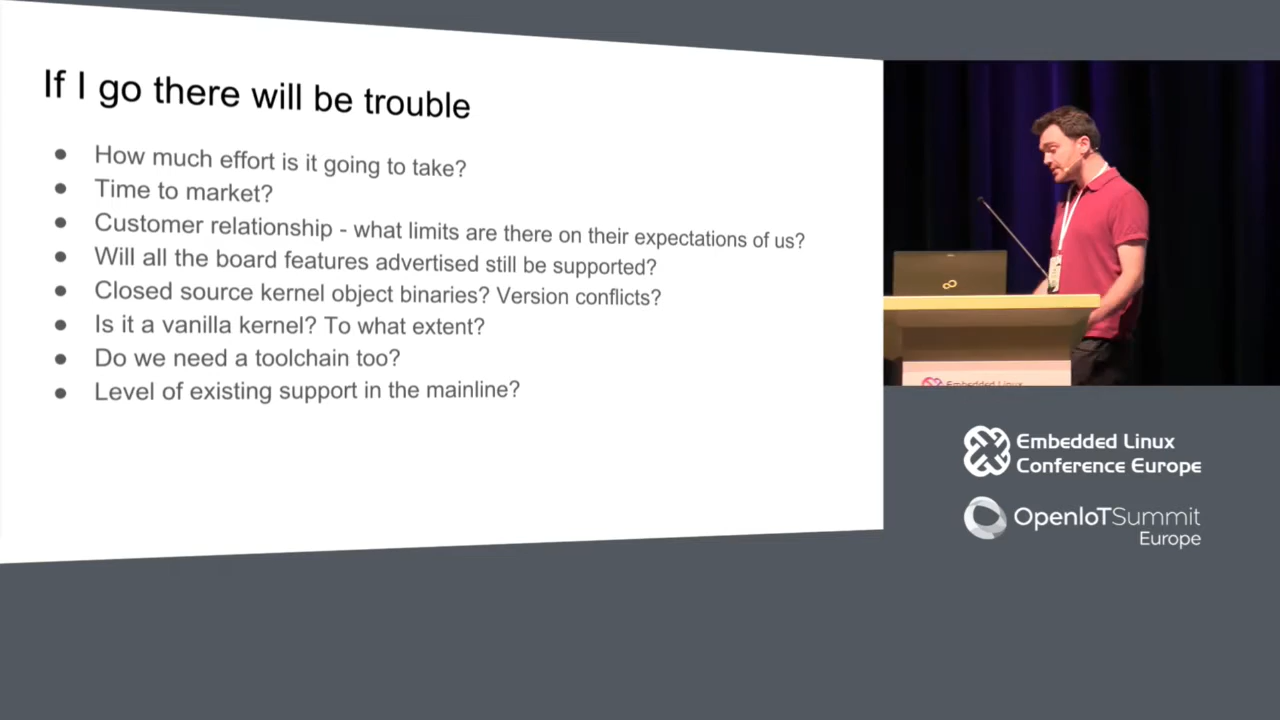 If I go there will be trouble
How much effort is it going to take?
Time to market?
Customer relationship - what limits are there on their expectations of us?
Will all the board features advertised still be supported?
Closed source kernel object binaries? Version conflicts?
Is it a vanilla kernel? To what extent?
Do we need a toolchain too?
Level of existing support in the mainline?
Embedded Linux
Embedded Linux
Conference Europe
OpenIoTSummit
Europe